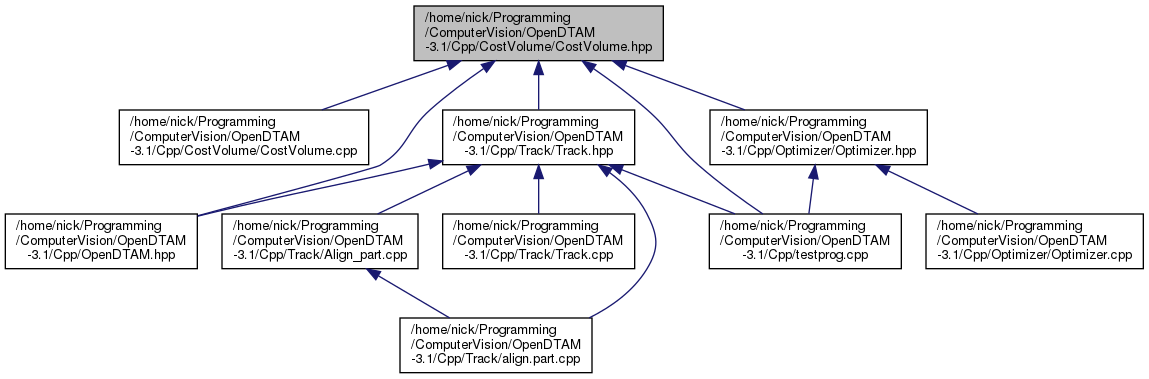 /home/nick/Programming
/ComputerVision/OpenDTAM
-3.1/Cpp/CostVolume/CostVolume.hpp
/home/nick/Programming
/ComputerVision/OpenDTAM
-3.1/Cpp/CostVolume/CostVolume.cpp
/home/nick/Programming
/ComputerVision/OpenDTAM
-3.1/Cpp/Track/Track.hpp
/home/nick/Programming
/ComputerVision/OpenDTAM
-3.1/Cpp/Optimizer/Optimizer.hpp
/home/nick/Programming
/ComputerVision/OpenDTAM
-3.1/Cpp/OpenDTAM.hpp
/home/nick/Programming
/ComputerVision/OpenDTAM
-3.1/Cpp/Track/Align_part.cpp
/home/nick/Programming
/ComputerVision/OpenDTAM
-3.1/Cpp/Track/Track.cpp
/home/nick/Programming
/ComputerVision/OpenDTAM
-3.1/Cpp/testprog.cpp
/home/nick/Programming
/ComputerVision/OpenDTAM
-3.1/Cpp/Optimizer/Optimizer.cpp
/home/nick/Programming
/ComputerVision/OpenDTAM
-3.1/Cpp/Track/align.part.cpp